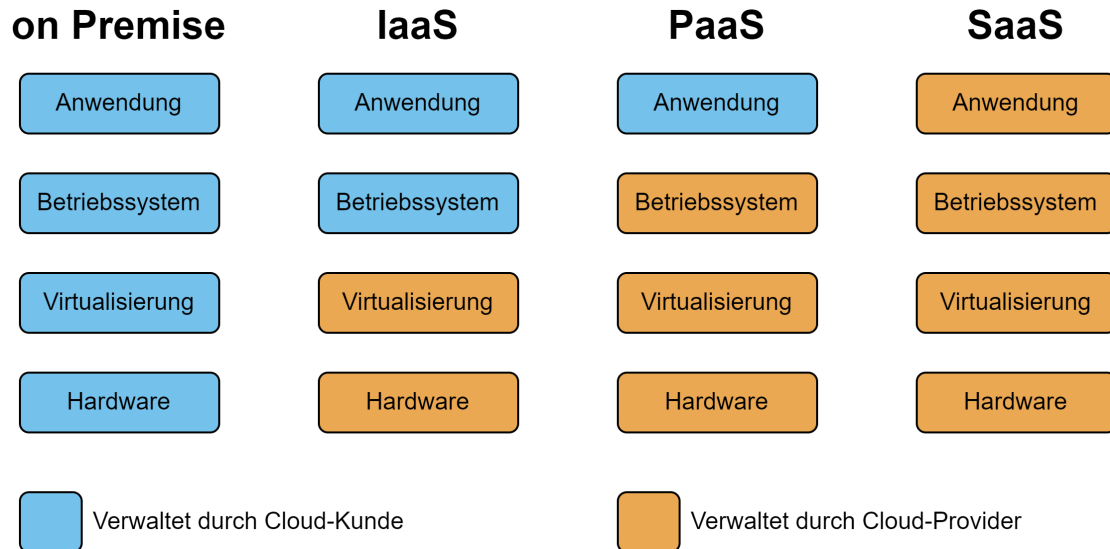 on Premise IaaS PaaS SaaS
Anwendung Anwendung Anwendung Anwendung
Betriebssystem Betriebssystem Betriebssystem Betriebssystem
Virtualisierung Virtualisierung Virtualisierung Virtualisierung
Hardware Hardware Hardware Hardware
Verwaltet durch Cloud-Kunde Verwaltet durch Cloud-Provider